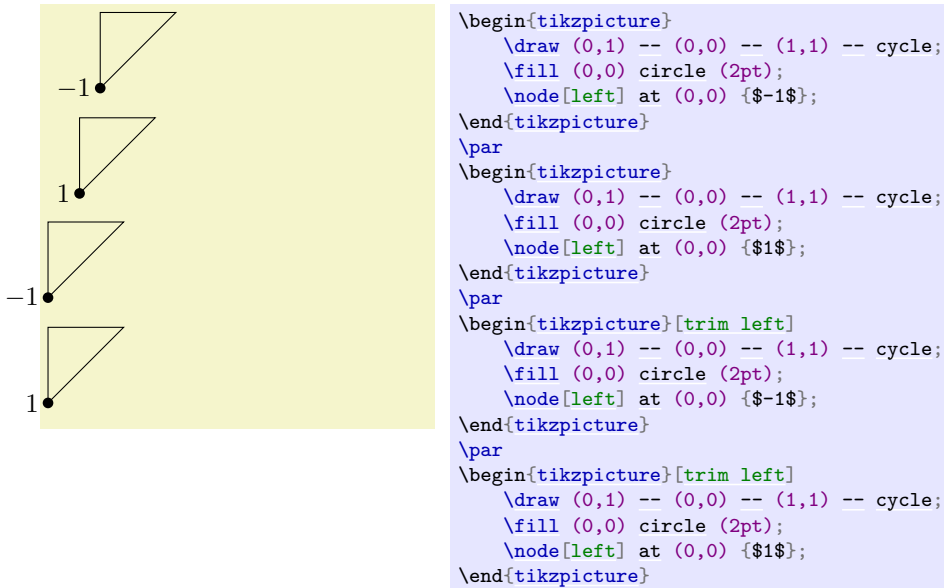 −1
1
−1
1
\begin{tikzpicture}
    \draw (0,1) -- (0,0) -- (1,1) -- cycle;
    \fill (0,0) circle (2pt);
    \node[left] at (0,0) {$-1$};
\end{tikzpicture}
\par
\begin{tikzpicture}
    \draw (0,1) -- (0,0) -- (1,1) -- cycle;
    \fill (0,0) circle (2pt);
    \node[left] at (0,0) {$1$};
\end{tikzpicture}
\par
\begin{tikzpicture}[trim left]
    \draw (0,1) -- (0,0) -- (1,1) -- cycle;
    \fill (0,0) circle (2pt);
    \node[left] at (0,0) {$-1$};
\end{tikzpicture}
\par
\begin{tikzpicture}[trim left]
    \draw (0,1) -- (0,0) -- (1,1) -- cycle;
    \fill (0,0) circle (2pt);
    \node[left] at (0,0) {$1$};
\end{tikzpicture}